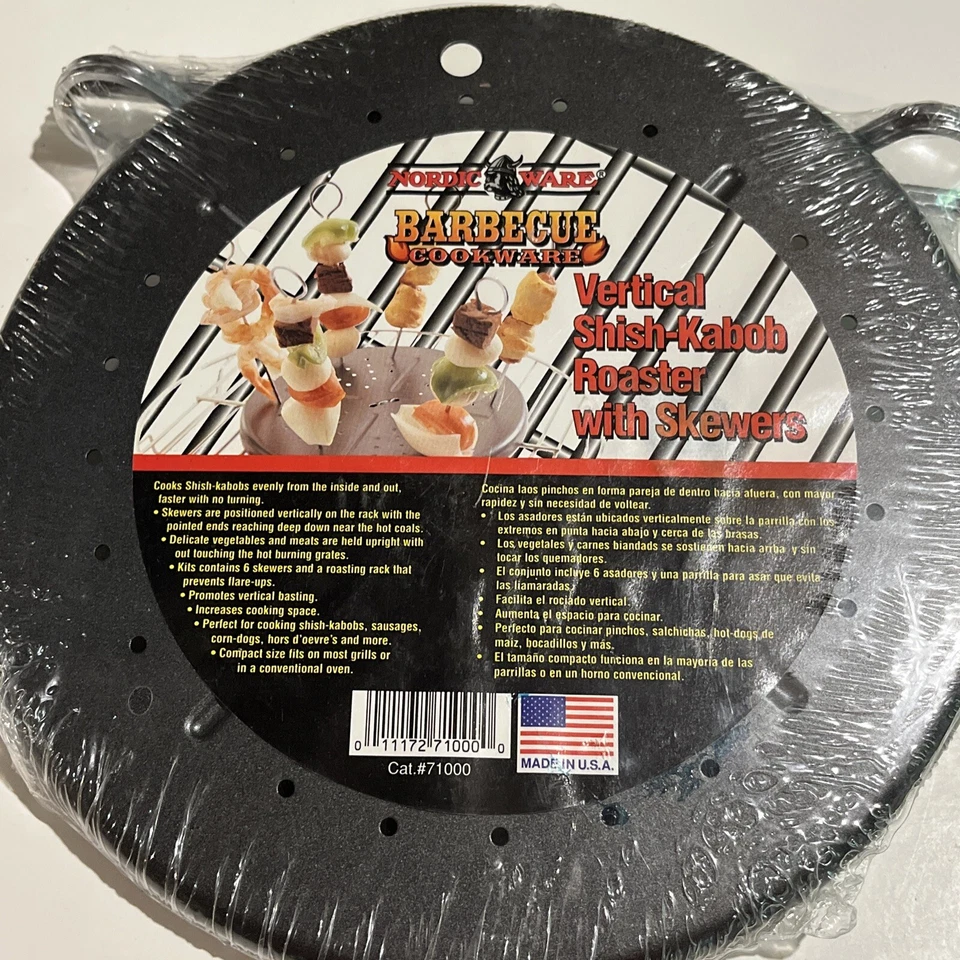 NORDIC WARE®
BARBECUE
COOKWARE
Vertical
Shish-Kabob
Roaster
with Skewers
Cooks Shish-kabobs evenly from the inside and out,
faster with no turning.
• Skewers are positioned vertically on the rack with the
pointed ends reaching deep down near the hot coals.
• Delicate vegetables and meats are held upright with
out touching the hot burning grates.
• Kits contains 6 skewers and a roasting rack that
prevents flare-ups.
• Promotes vertical basting.
• Increases cooking space.
• Perfect for cooking shish-kabobs, sausages,
corn-dogs, hors d'oevre's and more.
• Compact size fits on most grills or
in a conventional oven.
Cocina laos pinchos en forma pareja de dentro hacia afuera, con mayor
rapidez y sin necesidad de voltear.
• Los asadores están ubicados verticalmente sobre la parrilla con los
extremos en punta hacia abajo y cerca de las brasas.
• Los vegetales y carnes biandads se sostienen hacia arriba y sin
tocar los quemadores.
• El conjunto incluye 6 asadores y una parrilla para asar que evita
las llamaradas.
• Facilita el rociado vertical.
• Aumenta el espacio para cocinar.
• Perfecto para cocinar pinchos, salchichas, hot-dogs de
maiz, bocadillos y más.
• El tamaño compacto funciona en la mayoría de las
parrillas o en un horno convencional.
0 11172 71000 0
Cat.#71000
MADE IN U.S.A.